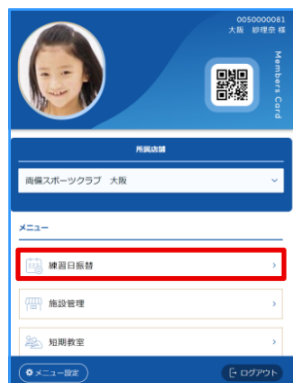 0050000081
大阪 紗理奈 様
Members Card
所属店舗
両備スポーツクラブ 大阪
メニュー
練習日振替
施設管理
短期教室
メニュー設定
ログアウト